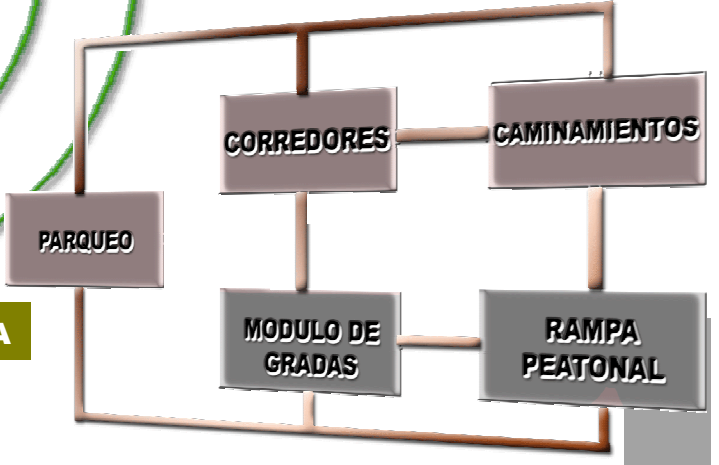 CORREDORES
CAMINAMIENTOS
PARQUEO
A
MODULO DE
GRADAS
RAMPA
PEATONAL